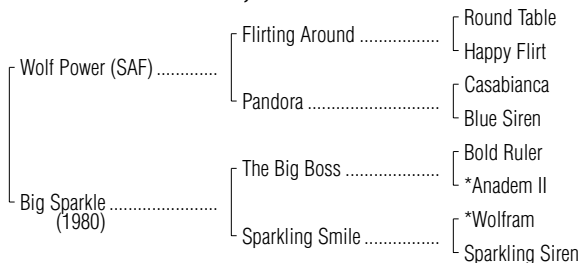 Round Table
Flirting Around ..................
Happy Flirt
Wolf Power (SAF) .............
Casabianca
Pandora .............................
Blue Siren
Bold Ruler
The Big Boss .....................
*Anadem II
Big Sparkle ........................
(1980)
*Wolfram
Sparkling Smile .................
Sparkling Siren